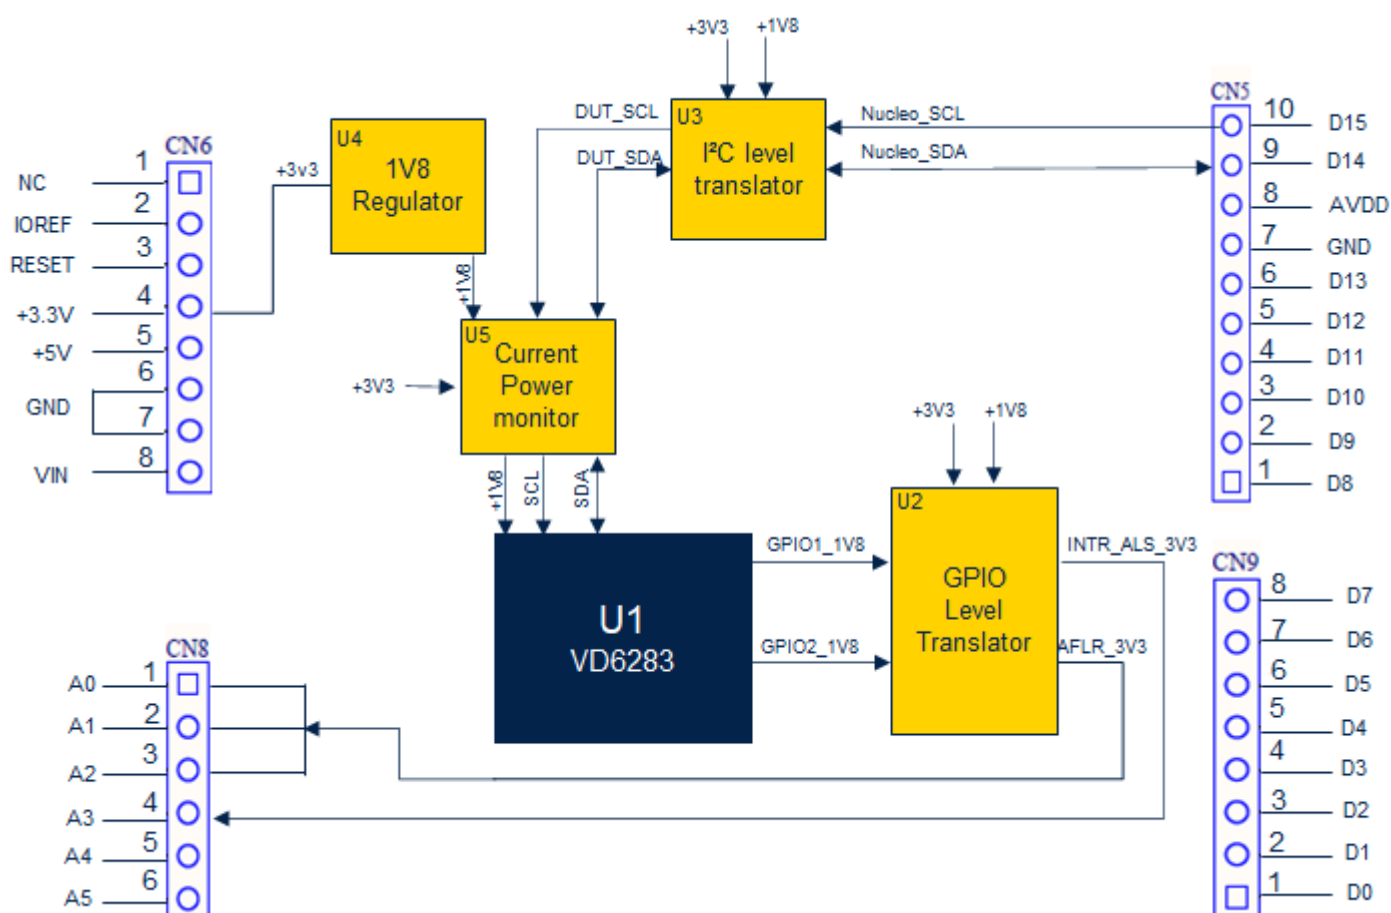 +3V3
+1V8
CN6
1
NC
2
IOREF
3
RESET
4
+3.3V
5
+5V
6
GND
7
8
VIN
+3v3
U4
1V8
Regulator
+1V8
DUT_SCL
DUT_SDA
U3
I²C level
translator
Nucleo_SCL
Nucleo_SDA
CN5
10
D15
9
D14
8
AVDD
7
GND
6
D13
5
D12
4
D11
3
D10
2
D9
1
D8
U5
Current
Power
monitor
+3V3
+1V8
SCL
SDA
U1
VD6283
GPIO1_1V8
GPIO2_1V8
+3V3
+1V8
U2
GPIO
Level
Translator
INTR_ALS_3V3
AFLR_3V3
CN8
1
A0
2
A1
3
A2
4
A3
5
A4
6
A5
CN9
8
D7
7
D6
6
D5
5
D4
4
D3
3
D2
2
D1
1
D0